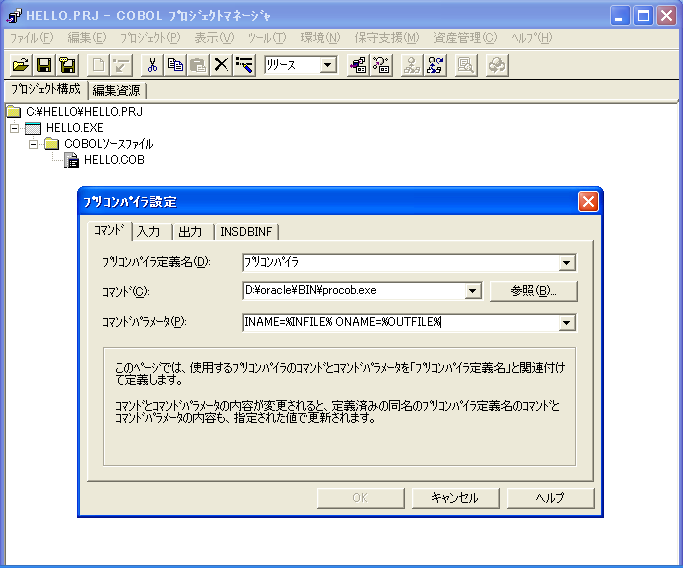 HELLO.PRJ - COBOL ﾌﾟﾛｼﾞｪｸﾄﾏﾈｰｼﾞｬ
ﾌｧｲﾙ(F) 編集(E) ﾌﾟﾛｼﾞｪｸﾄ(P) 表示(V) ﾂｰﾙ(T) 環境(N) 保守支援(M) 資産管理(C) ﾍﾙﾌﾟ(H)
ﾘﾘｰｽ
ﾌﾟﾛｼﾞｪｸﾄ構成 編集資源
C:¥HELLO¥HELLO.PRJ
HELLO.EXE
COBOLｿｰｽﾌｧｲﾙ
HELLO.COB
ﾌﾟﾘｺﾝﾊﾟｲﾗ設定
ｺﾏﾝﾄﾞ 入力 出力 INSDBINF
ﾌﾟﾘｺﾝﾊﾟｲﾗ定義名(D): ﾌﾟﾘｺﾝﾊﾟｲﾗ
ｺﾏﾝﾄﾞ(C): D:¥oracle¥BIN¥procob.exe 参照(B)...
ｺﾏﾝﾄﾞﾊﾟﾗﾒｰﾀ(P): INAME=%INFILE% ONAME=%OUTFILE%
このﾍﾟｰｼﾞでは、使用するﾌﾟﾘｺﾝﾊﾟｲﾗのｺﾏﾝﾄﾞとｺﾏﾝﾄﾞﾊﾟﾗﾒｰﾀを「ﾌﾟﾘｺﾝﾊﾟｲﾗ定義名」と関連付け
て定義します。
ｺﾏﾝﾄﾞとｺﾏﾝﾄﾞﾊﾟﾗﾒｰﾀの内容が変更されると、定義済みの同名のﾌﾟﾘｺﾝﾊﾟｲﾗ定義名のｺﾏﾝﾄﾞと
ｺﾏﾝﾄﾞﾊﾟﾗﾒｰﾀの内容も、指定された値で更新されます。
OK ｷｬﾝｾﾙ ﾍﾙﾌﾟ